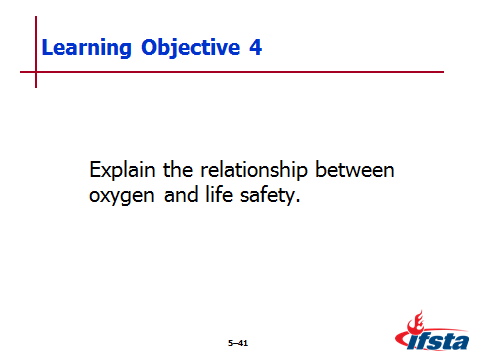 Learning Objective 4
Explain the relationship between
oxygen and life safety.
5–41
ifsta